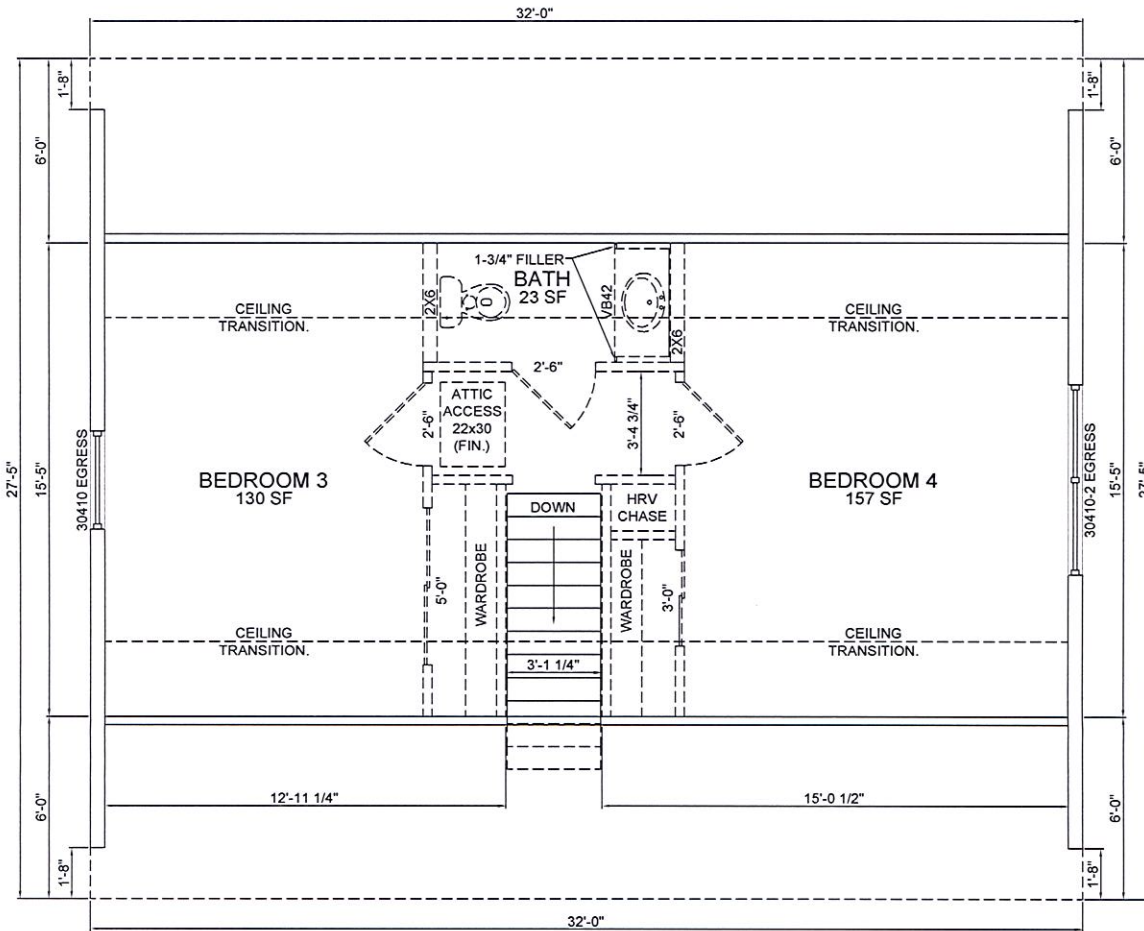 32'-0"
1'-8"
1'-8"
6'-0"
6'-0"
1-3/4" FILLER
BATH
23 SF
2X6
VB42
2X6
CEILING
TRANSITION.
CEILING
TRANSITION.
2'-6"
ATTIC
ACCESS
22x30
(FIN.)
2'-6"
3'-4 3/4"
2'-6"
27'-5"
15'-5"
30410 EGRESS
BEDROOM 3
130 SF
BEDROOM 4
157 SF
30410-2 EGRESS
15'-5"
27'-5"
DOWN
HRV
CHASE
5'-0"
WARDROBE
WARDROBE
3'-0"
CEILING
TRANSITION.
CEILING
TRANSITION.
3'-1 1/4"
12'-11 1/4"
15'-0 1/2"
6'-0"
6'-0"
1'-8"
1'-8"
32'-0"